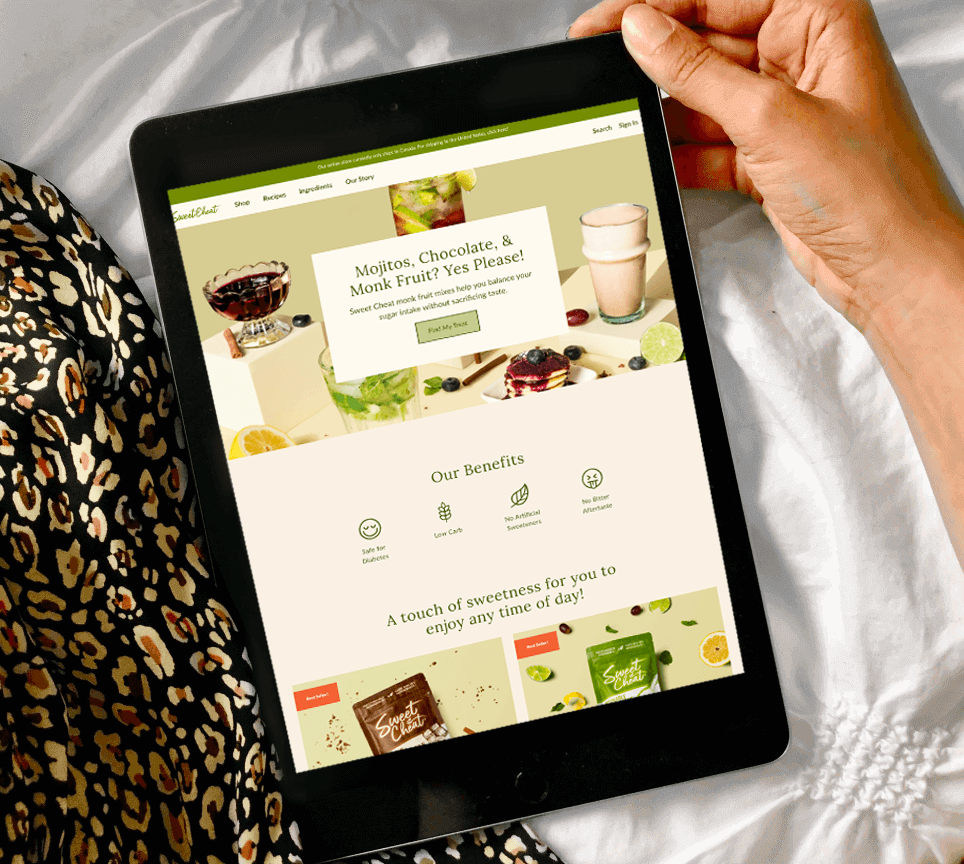 Our online store currently only ships to Canada. For shipping to the United States, click here!
Search Sign In
SweetCheat Shop Recipes Ingredients Our Story
Mojitos, Chocolate, &
Monk Fruit? Yes Please!
Sweet Cheat monk fruit mixes help you balance your
sugar intake without sacrificing taste.
Find My Treat
Our Benefits
Safe for
Diabetes
Low Carb
No Artificial
Sweeteners
No Bitter
Aftertaste
A touch of sweetness for you to
enjoy any time of day!
Best Seller!
Sweet
Cheat
Best Seller!
Sweet
Cheat